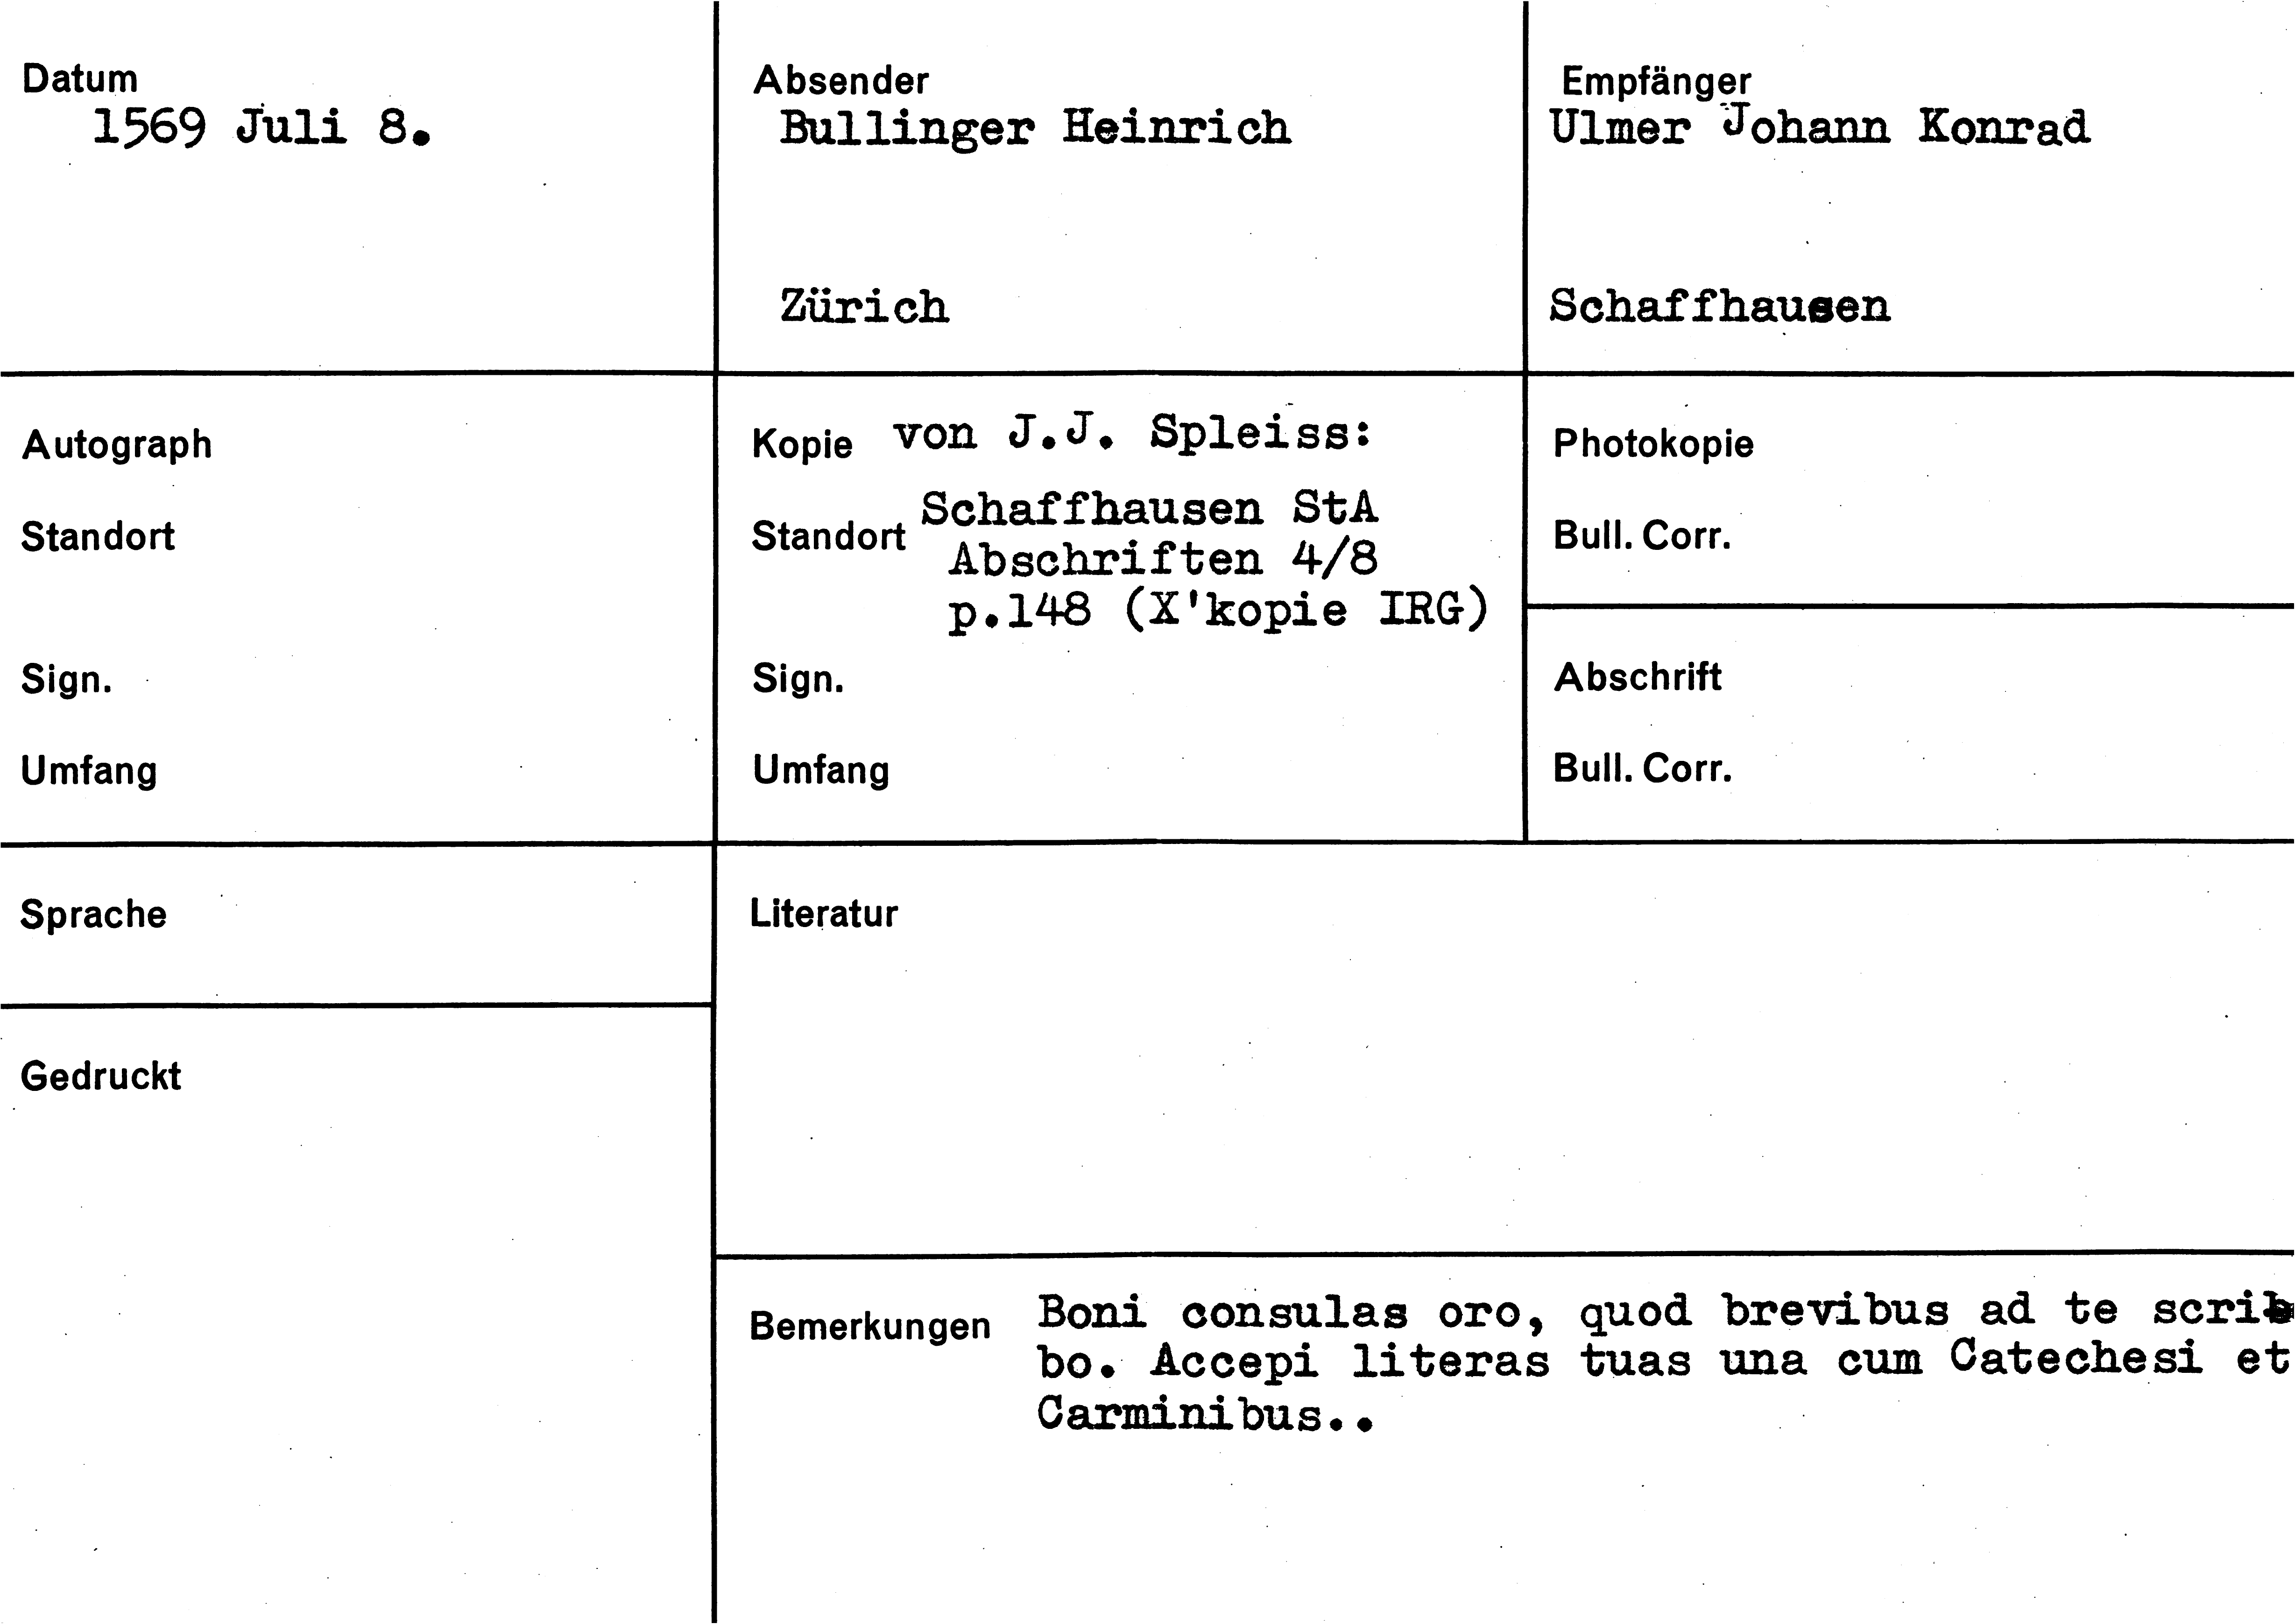 Datum
1569 Juli 8.
Absender
Bullinger Heinrich
Zürich
Empfänger
Ulmer Johann Konrad
Schaffhausen
Autograph
Standort
Sign.
Umfang
Kopie von J.J. Spleiss:
Standort Schaffhausen StA
Abschriften 4/8
p.148 (X'kopie IRG)
Sign.
Umfang
Photokopie
Bull. Corr.
Abschrift
Bull. Corr.
Sprache
Gedruckt
Literatur
Bemerkungen Boni consulas oro, quod brevibus ad te scri
bo. Accepi literas tuas una cum Catechesi et
Carminibus..